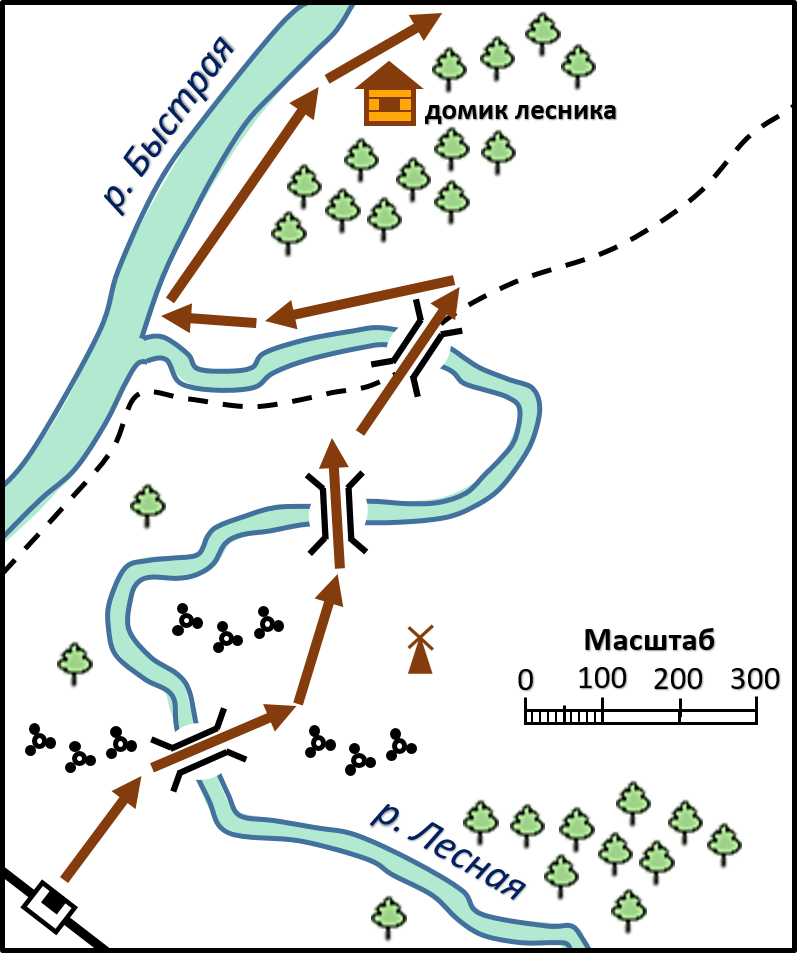 р. Быстрая
домик лесника
Масштаб
0 100 200 300
р. Лесная